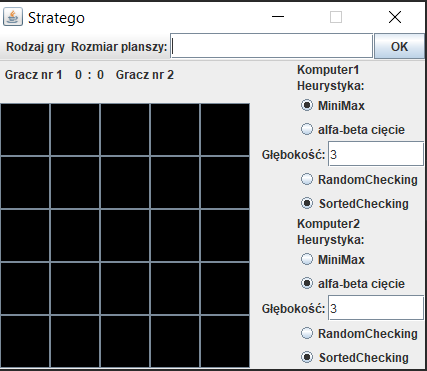 Stratego
Rodzaj gry Rozmiar planszy: OK
Gracz nr 1 0 : 0 Gracz nr 2
Komputer1
Heurystyka:
MiniMax
alfa-beta cięcie
Głębokość: 3
RandomChecking
SortedChecking
Komputer2
Heurystyka:
MiniMax
alfa-beta cięcie
Głębokość: 3
RandomChecking
SortedChecking